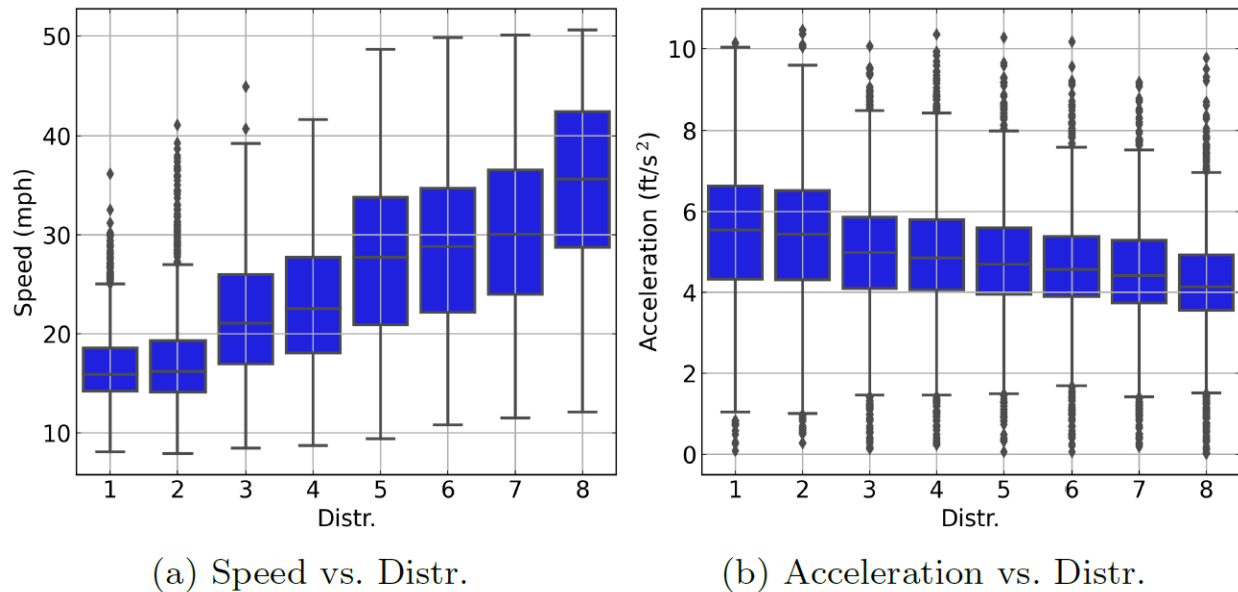 50
40
30
20
10
Speed (mph)
1 2 3 4 5 6 7 8
Distr.
10
8
6
4
2
0
Acceleration (ft/s²)
1 2 3 4 5 6 7 8
Distr.
(a) Speed vs. Distr.
(b) Acceleration vs. Distr.